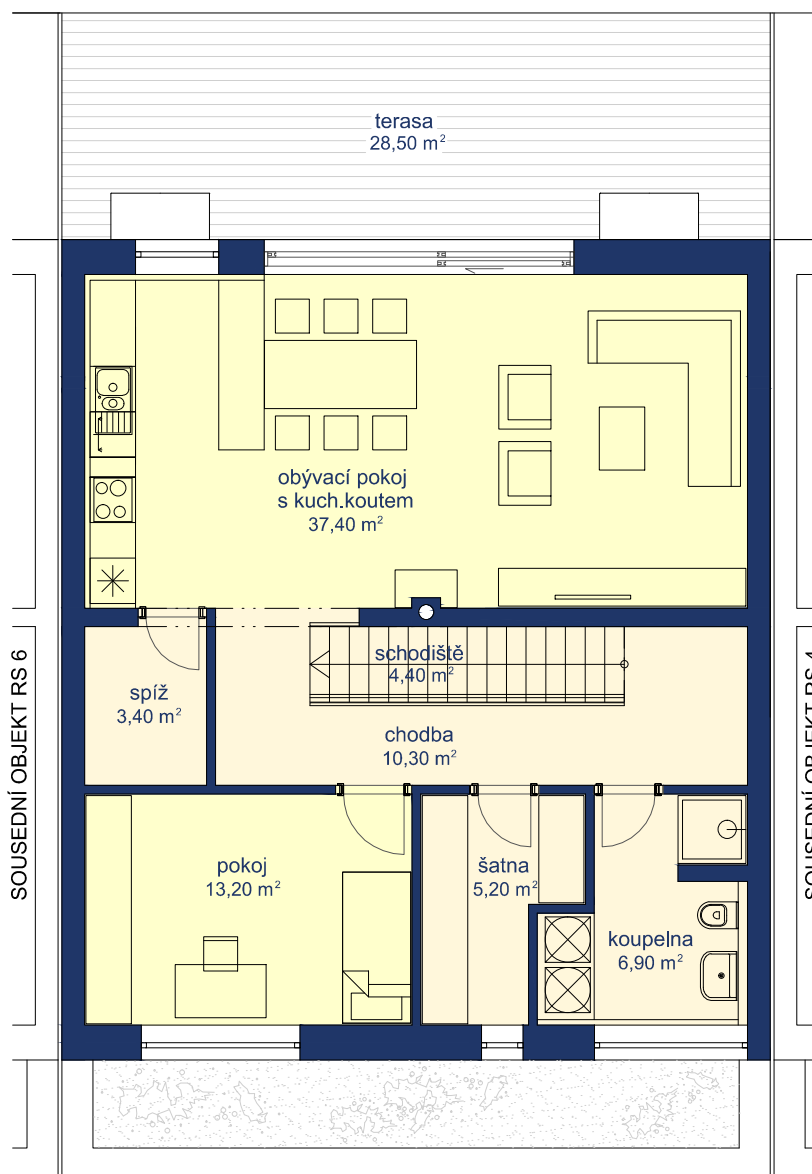 terasa
28,50 m²
obývací pokoj
s kuch.koutem
37,40 m²
schodiště
4,40 m²
spíž
3,40 m²
chodba
10,30 m²
pokoj
13,20 m²
šatna
5,20 m²
koupelna
6,90 m²
SOUSEDNÍ OBJEKT RS 6
SOUSEDNÍ OBJEKT RS 4